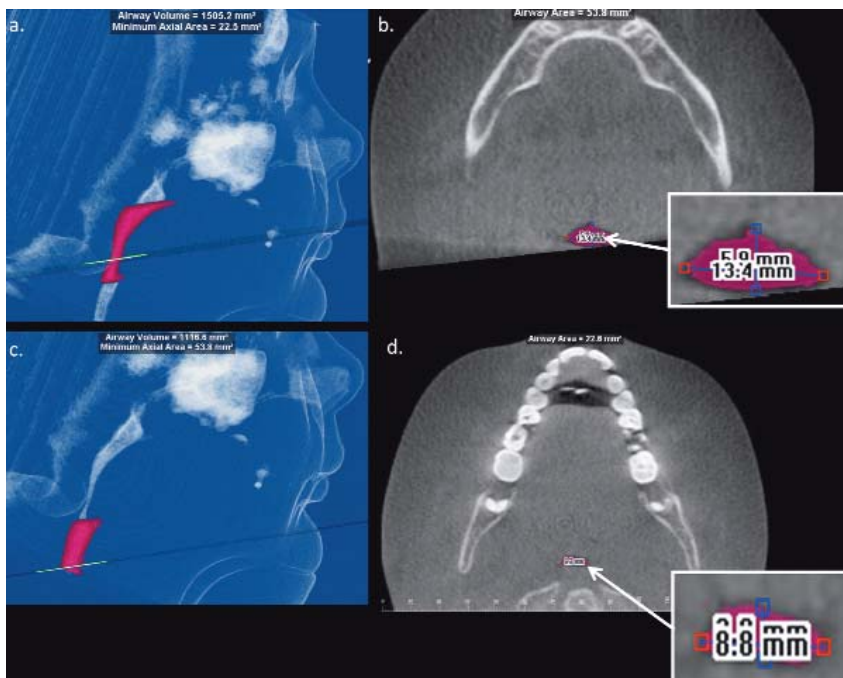 a.
Airway Volume = 1505.2 mm³
Minimum Axial Area = 22.5 mm²
b.
Airway Area = 53.8 mm²
5.9 mm
13.4 mm
c.
Airway Volume = 1116.6 mm³
Minimum Axial Area = 53.8 mm²
d.
Airway Area = 22.6 mm²
8.8 mm